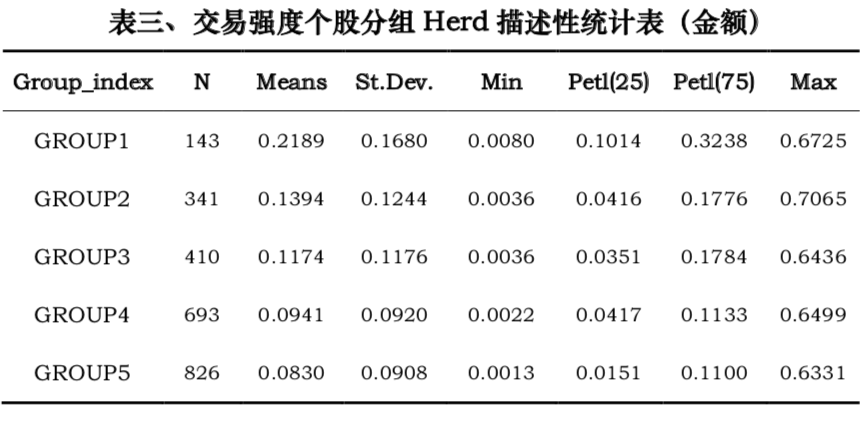 表三、交易强度个股分组 Herd 描述性统计表（金额）
Group_index N Means St.Dev. Min Petl(25) Petl(75) Max
GROUP1 143 0.2189 0.1680 0.0080 0.1014 0.3238 0.6725
GROUP2 341 0.1394 0.1244 0.0036 0.0416 0.1776 0.7065
GROUP3 410 0.1174 0.1176 0.0036 0.0351 0.1784 0.6436
GROUP4 693 0.0941 0.0920 0.0022 0.0417 0.1133 0.6499
GROUP5 826 0.0830 0.0908 0.0013 0.0151 0.1100 0.6331